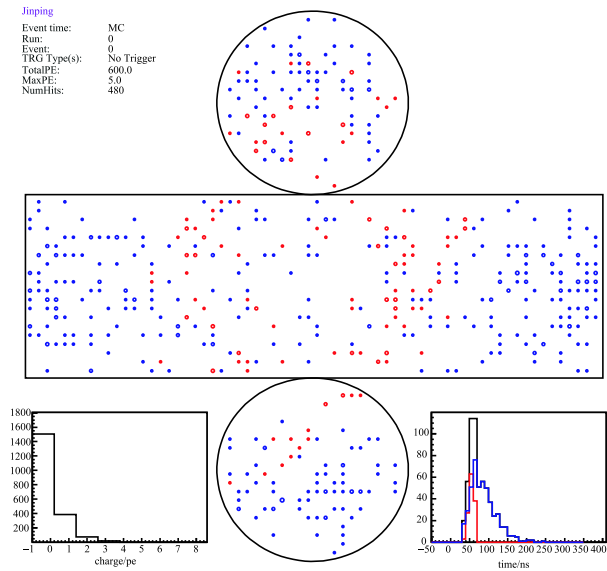 Jinping
Event time: MC
Run: 0
Event: 0
TRG Type(s): No Trigger
TotalPE: 600.0
MaxPE: 5.0
NumHits: 480
1800
1600
1400
1200
1000
800
600
400
200
−1 0 1 2 3 4 5 6 7 8
charge/pe
100
80
60
40
20
0
−50 0 50 100 150 200 250 300 350 400
time/ns